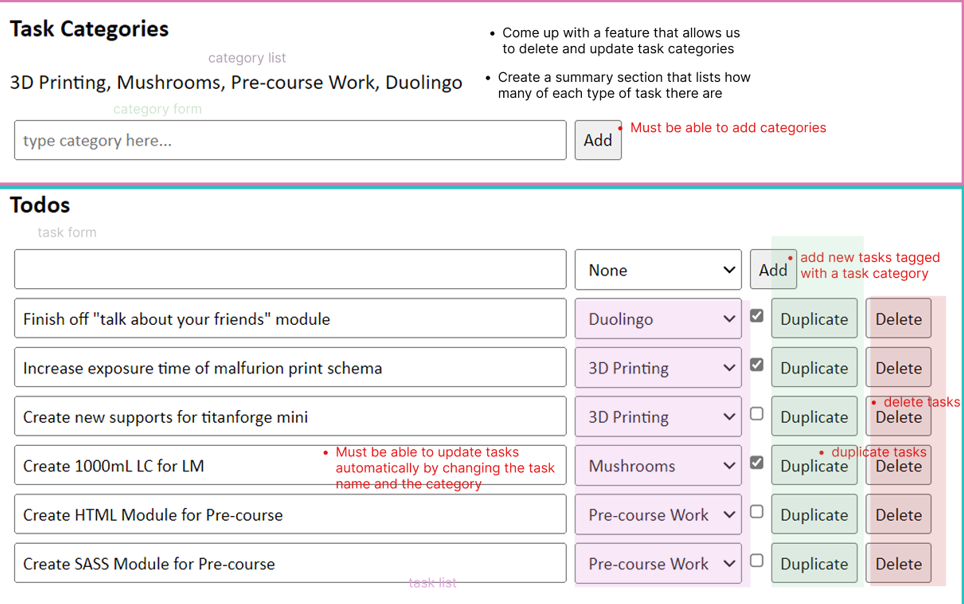 Task Categories
• Come up with a feature that allows us
to delete and update task categories
category list
3D Printing, Mushrooms, Pre-course Work, Duolingo
• Create a summary section that lists how
many of each type of task there are
category form
type category here...
Add
• Must be able to add categories
Todos
task form
None
Add
• add new tasks tagged
with a task category
Finish off "talk about your friends" module
Duolingo
Duplicate
Delete
Increase exposure time of malfurion print schema
3D Printing
Duplicate
Delete
Create new supports for titanforge mini
3D Printing
Duplicate
Delete
• delete tasks
Create 1000mL LC for LM
• Must be able to update tasks
automatically by changing the task
name and the category
Mushrooms
Duplicate
• duplicate tasks
Delete
Create HTML Module for Pre-course
Pre-course Work
Duplicate
Delete
Create SASS Module for Pre-course
Pre-course Work
Duplicate
Delete
task list